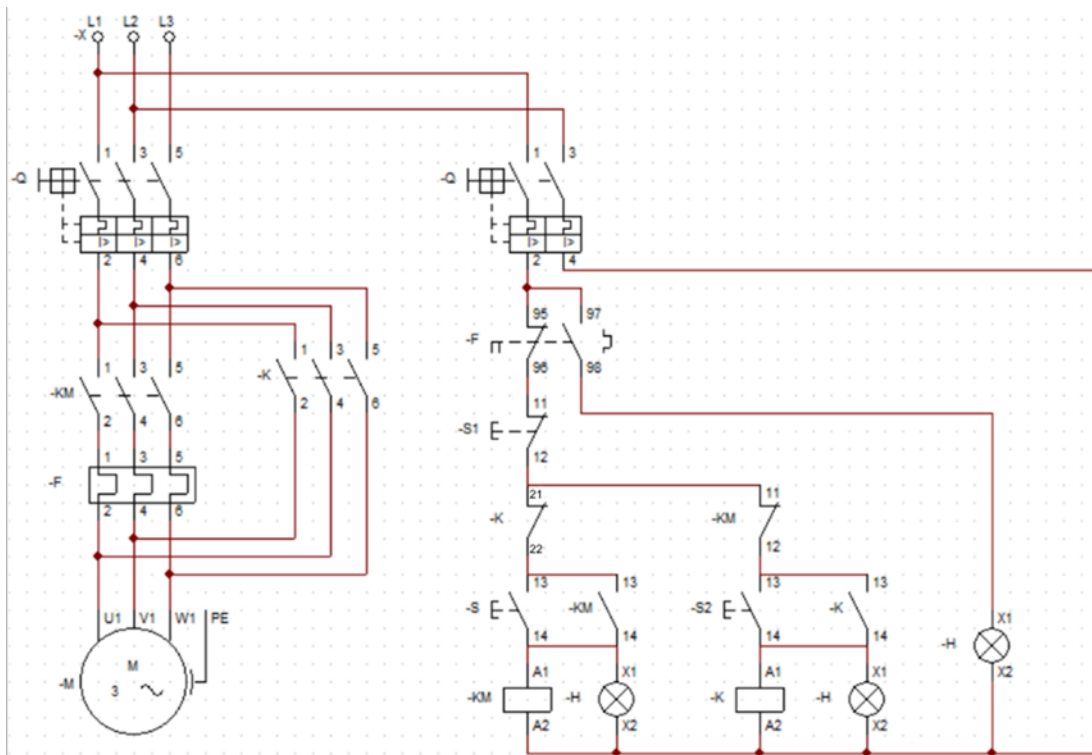 L1 L2 L3
-X
1 3 5
-Q
I> I> I>
2 4 6
1 3
-Q
I> I>
2 4
1 3 5
-K
2 4 6
95 97
-F
96 98
1 3 5
-KM
2 4 6
11
-S1
12
1 3 5
-F
2 4 6
21 11
-K -KM
22 12
13 13 13 13
-S -KM -S2 -K
14 14 14 14
U1 V1 W1 PE
M
3
-M
X1
-H
X2
A1 X1 A1 X1
-KM -H -K -H
A2 X2 A2 X2